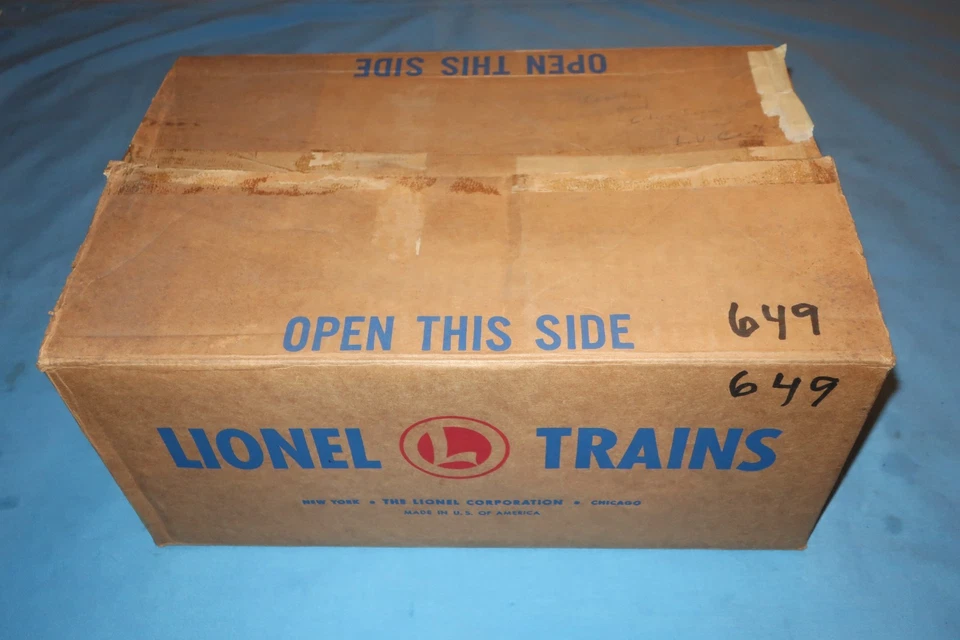 OPEN THIS SIDE
OPEN THIS SIDE
649
649
LIONEL L TRAINS
NEW YORK • THE LIONEL CORPORATION • CHICAGO
MADE IN U.S. OF AMERICA